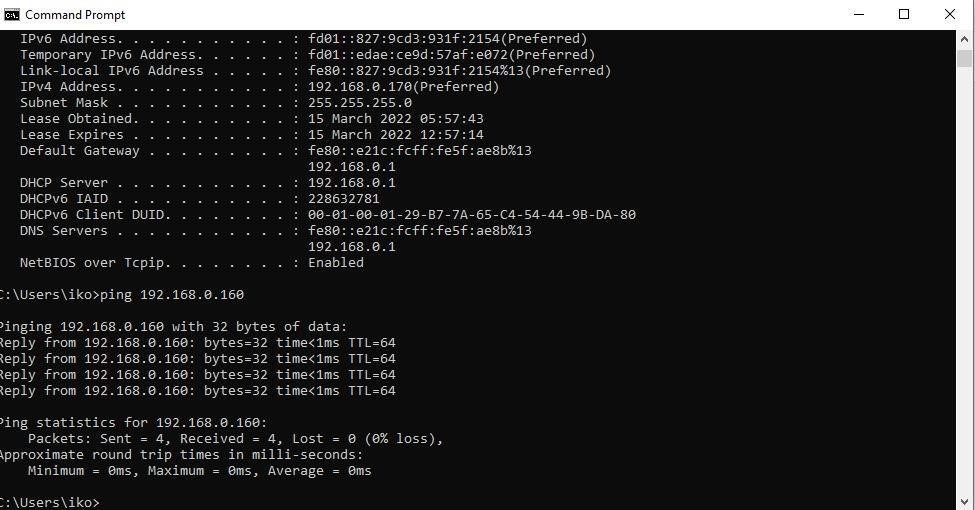 Command Prompt
IPv6 Address. . . . . . . . . . . : fd01::827:9cd3:931f:2154(Preferred)
Temporary IPv6 Address. . . . . . : fd01::edae:ce9d:57af:e072(Preferred)
Link-local IPv6 Address . . . . . : fe80::827:9cd3:931f:2154%13(Preferred)
IPv4 Address. . . . . . . . . . . : 192.168.0.170(Preferred)
Subnet Mask . . . . . . . . . . . : 255.255.255.0
Lease Obtained. . . . . . . . . . : 15 March 2022 05:57:43
Lease Expires . . . . . . . . . . : 15 March 2022 12:57:14
Default Gateway . . . . . . . . . : fe80::e21c:fcff:fe5f:ae8b%13
192.168.0.1
DHCP Server . . . . . . . . . . . : 192.168.0.1
DHCPv6 IAID . . . . . . . . . . . : 228632781
DHCPv6 Client DUID. . . . . . . . : 00-01-00-01-29-B7-7A-65-C4-54-44-9B-DA-80
DNS Servers . . . . . . . . . . . : fe80::e21c:fcff:fe5f:ae8b%13
192.168.0.1
NetBIOS over Tcpip. . . . . . . . : Enabled
C:\Users\iko>ping 192.168.0.160
Pinging 192.168.0.160 with 32 bytes of data:
Reply from 192.168.0.160: bytes=32 time<1ms TTL=64
Reply from 192.168.0.160: bytes=32 time<1ms TTL=64
Reply from 192.168.0.160: bytes=32 time<1ms TTL=64
Reply from 192.168.0.160: bytes=32 time<1ms TTL=64
Ping statistics for 192.168.0.160:
Packets: Sent = 4, Received = 4, Lost = 0 (0% loss),
Approximate round trip times in milli-seconds:
Minimum = 0ms, Maximum = 0ms, Average = 0ms
C:\Users\iko>